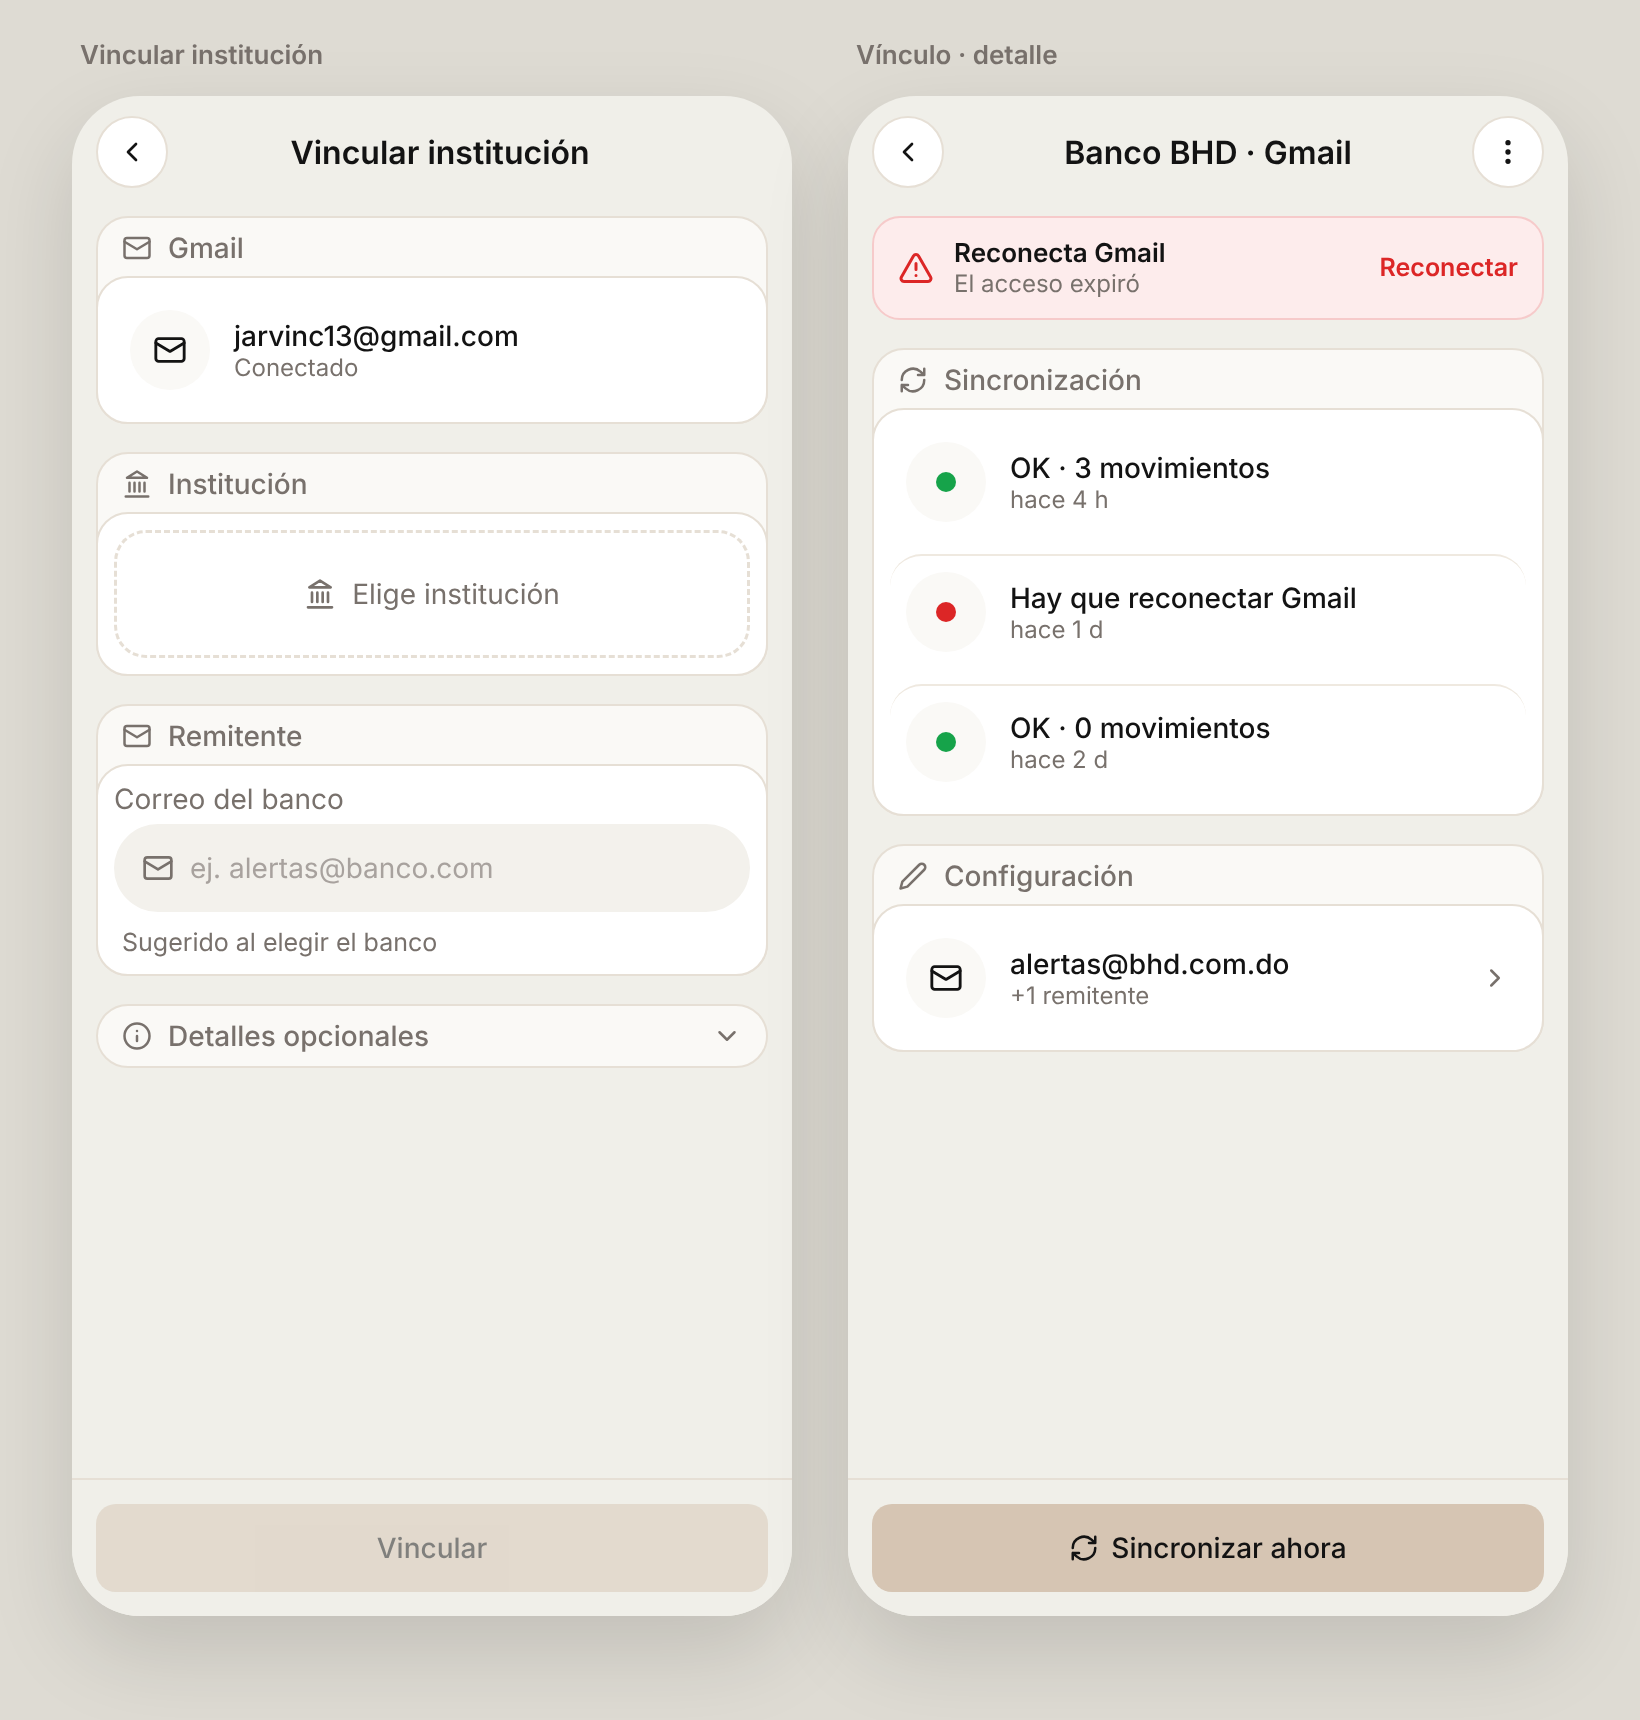 Vincular institución
Vincular institución
Gmail
jarvinc13@gmail.com
Conectado
Institución
Elige institución
Remitente
Correo del banco
ej. alertas@banco.com
Sugerido al elegir el banco
Detalles opcionales
Vincular
Vínculo · detalle
Banco BHD · Gmail
Reconecta Gmail
El acceso expiró
Reconectar
Sincronización
OK · 3 movimientos
hace 4 h
Hay que reconectar Gmail
hace 1 d
OK · 0 movimientos
hace 2 d
Configuración
alertas@bhd.com.do
+1 remitente
Sincronizar ahora